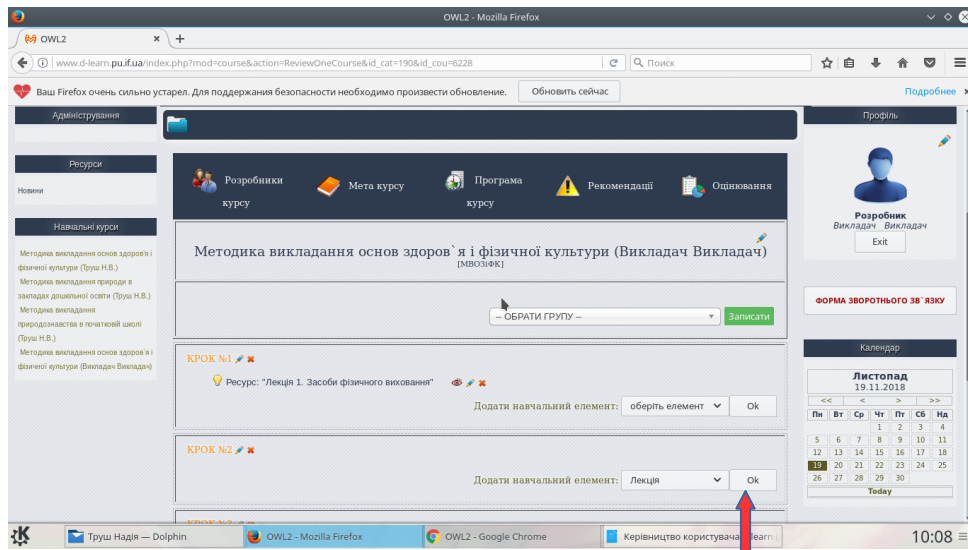 OWL2 - Mozilla Firefox
OWL2
www.d-learn.pu.if.ua/index.php?mod=course&action=ReviewOneCourse&id_cat=190&id_cou=6228
Поиск
Ваш Firefox очень сильно устарел. Для поддержания безопасности необходимо произвести обновление.
Обновить сейчас
Подробнее
Адміністрування
Ресурси
Новини
Навчальні курси
Методика викладання основ здоров'я і
фізичної культури (Труш Н.В.)
Методика викладання природи в
закладах дошкільної освіти (Труш Н.В.)
Методика викладання
природознавства в початковій школі
(Труш Н.В.)
Методика викладання основ здоров`я і
фізичної культури (Викладач Викладач)
Розробники
курсу
Мета курсу
Програма
курсу
Рекомендації
Оцінювання
Методика викладання основ здоров`я і фізичної культури (Викладач Викладач)
[МВОЗіФК]
-- ОБРАТИ ГРУПУ --
Записати
КРОК №1
Ресурс: "Лекція 1. Засоби фізичного виховання"
Додати навчальний елемент: оберіть елемент Ok
КРОК №2
Додати навчальний елемент: Лекція Ok
КРОК №3
Профіль
Розробник
Викладач Викладач
Exit
ФОРМА ЗВОРОТНЬОГО ЗВ`ЯЗКУ
Календар
Листопад
19.11.2018
<< < > >>
Пн Вт Ср Чт Пт Сб Нд
1 2 3 4
5 6 7 8 9 10 11
12 13 14 15 16 17 18
19 20 21 22 23 24 25
26 27 28 29 30
Today
Труш Надія — Dolphin
OWL2 - Mozilla Firefox
OWL2 - Google Chrome
Керівництво користувача
learn
10:08